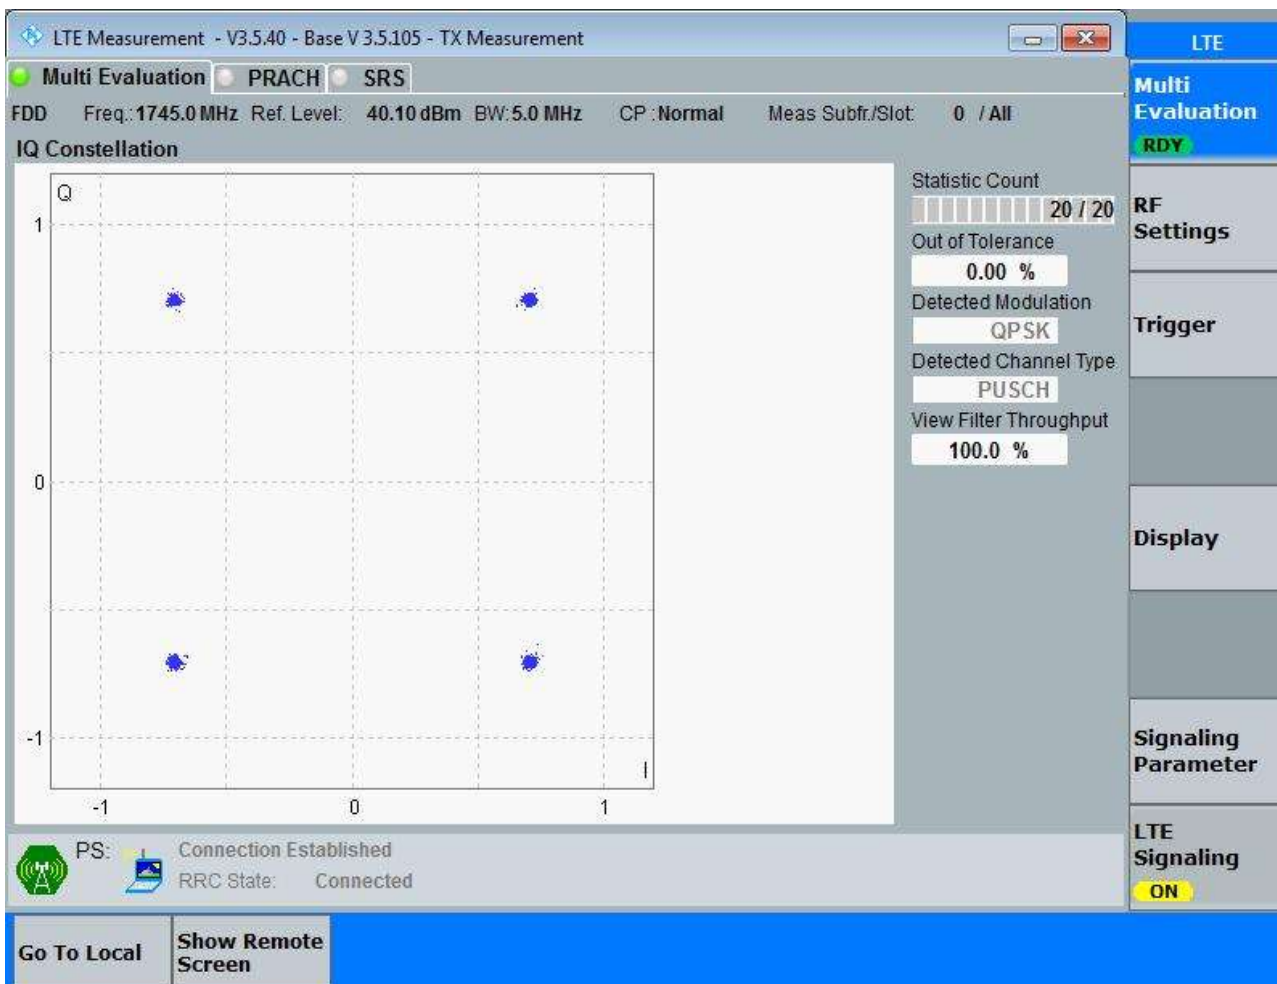 LTE Measurement - V3.5.40 - Base V 3.5.105 - TX Measurement
LTE
Multi Evaluation PRACH SRS
FDD Freg.: 1745.0 MHz Ref. Level: 40.10 dBm BW: 5.0 MHz CP : Normal Meas Subfr./Slot: 0 / All
IQ Constellation
Q
1
0
-1
-1 0 1
I
Statistic Count
20 / 20
Out of Tolerance
0.00 %
Detected Modulation
QPSK
Detected Channel Type
PUSCH
View Filter Throughput
100.0 %
Multi
Evaluation
RDY
RF
Settings
Trigger
Display
Signaling
Parameter
LTE
Signaling
ON
PS: Connection Established
RRC State: Connected
Go To Local
Show Remote
Screen